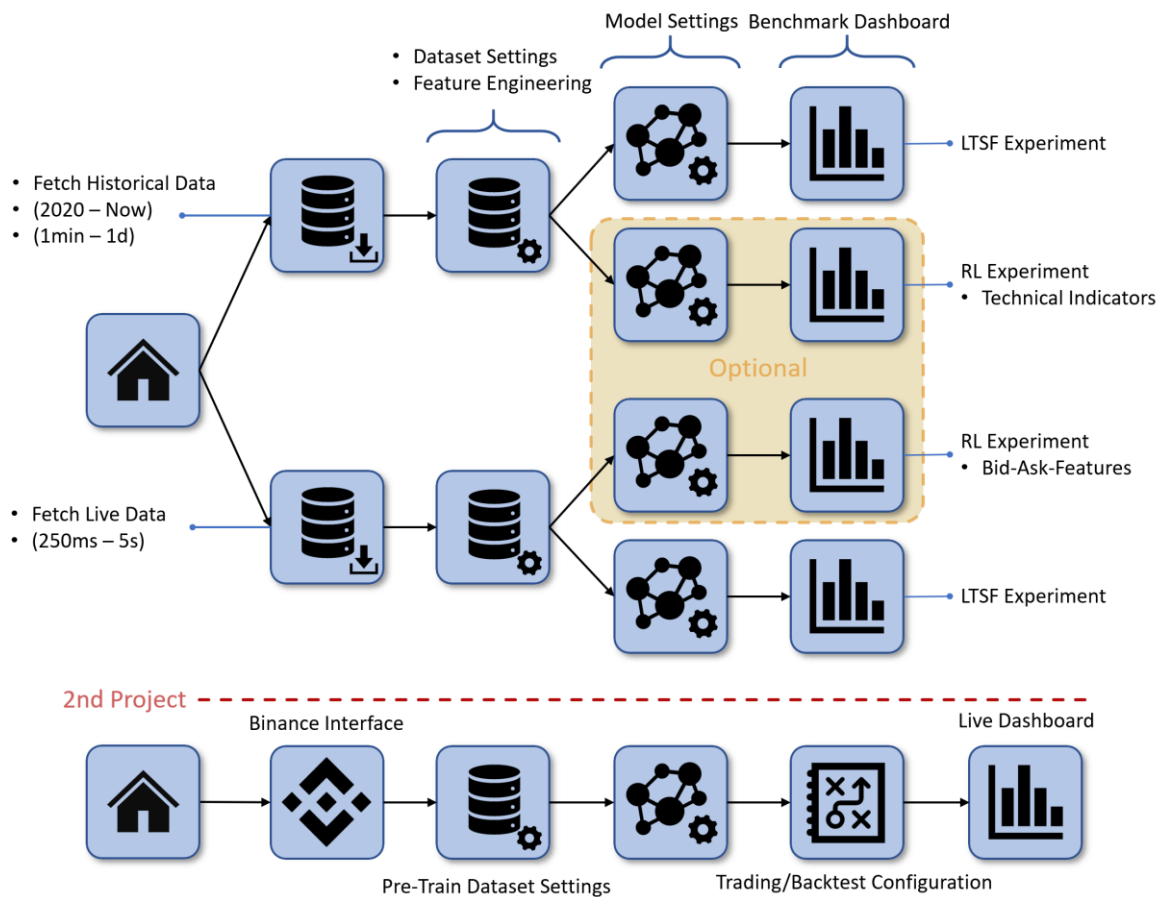 Model Settings
Benchmark Dashboard
• Dataset Settings
• Feature Engineering
LTSF Experiment
• Fetch Historical Data
• (2020 – Now)
• (1min – 1d)
RL Experiment
• Technical Indicators
Optional
RL Experiment
• Bid-Ask-Features
• Fetch Live Data
• (250ms – 5s)
LTSF Experiment
2nd Project
Binance Interface
Live Dashboard
Pre-Train Dataset Settings
Trading/Backtest Configuration